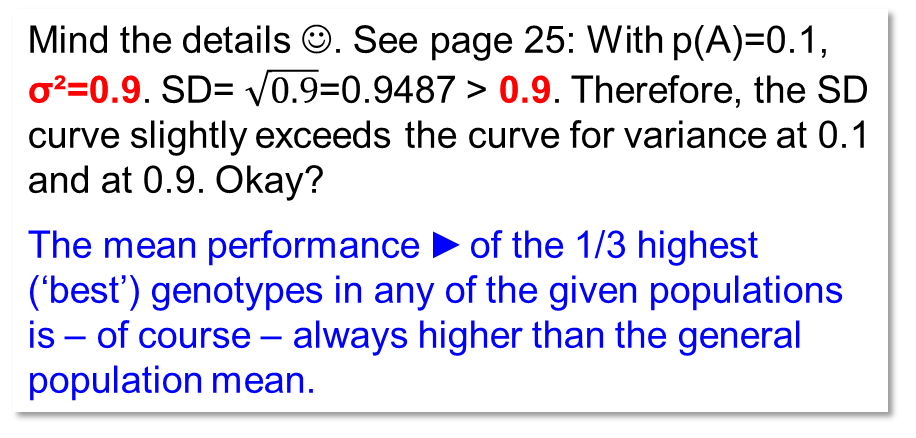 Mind the details ☺. See page 25: With p(A)=0.1,
σ²=0.9. SD= √0.9=0.9487 > 0.9. Therefore, the SD
curve slightly exceeds the curve for variance at 0.1
and at 0.9. Okay?
The mean performance ► of the 1/3 highest
(‘best’) genotypes in any of the given populations
is – of course – always higher than the general
population mean.